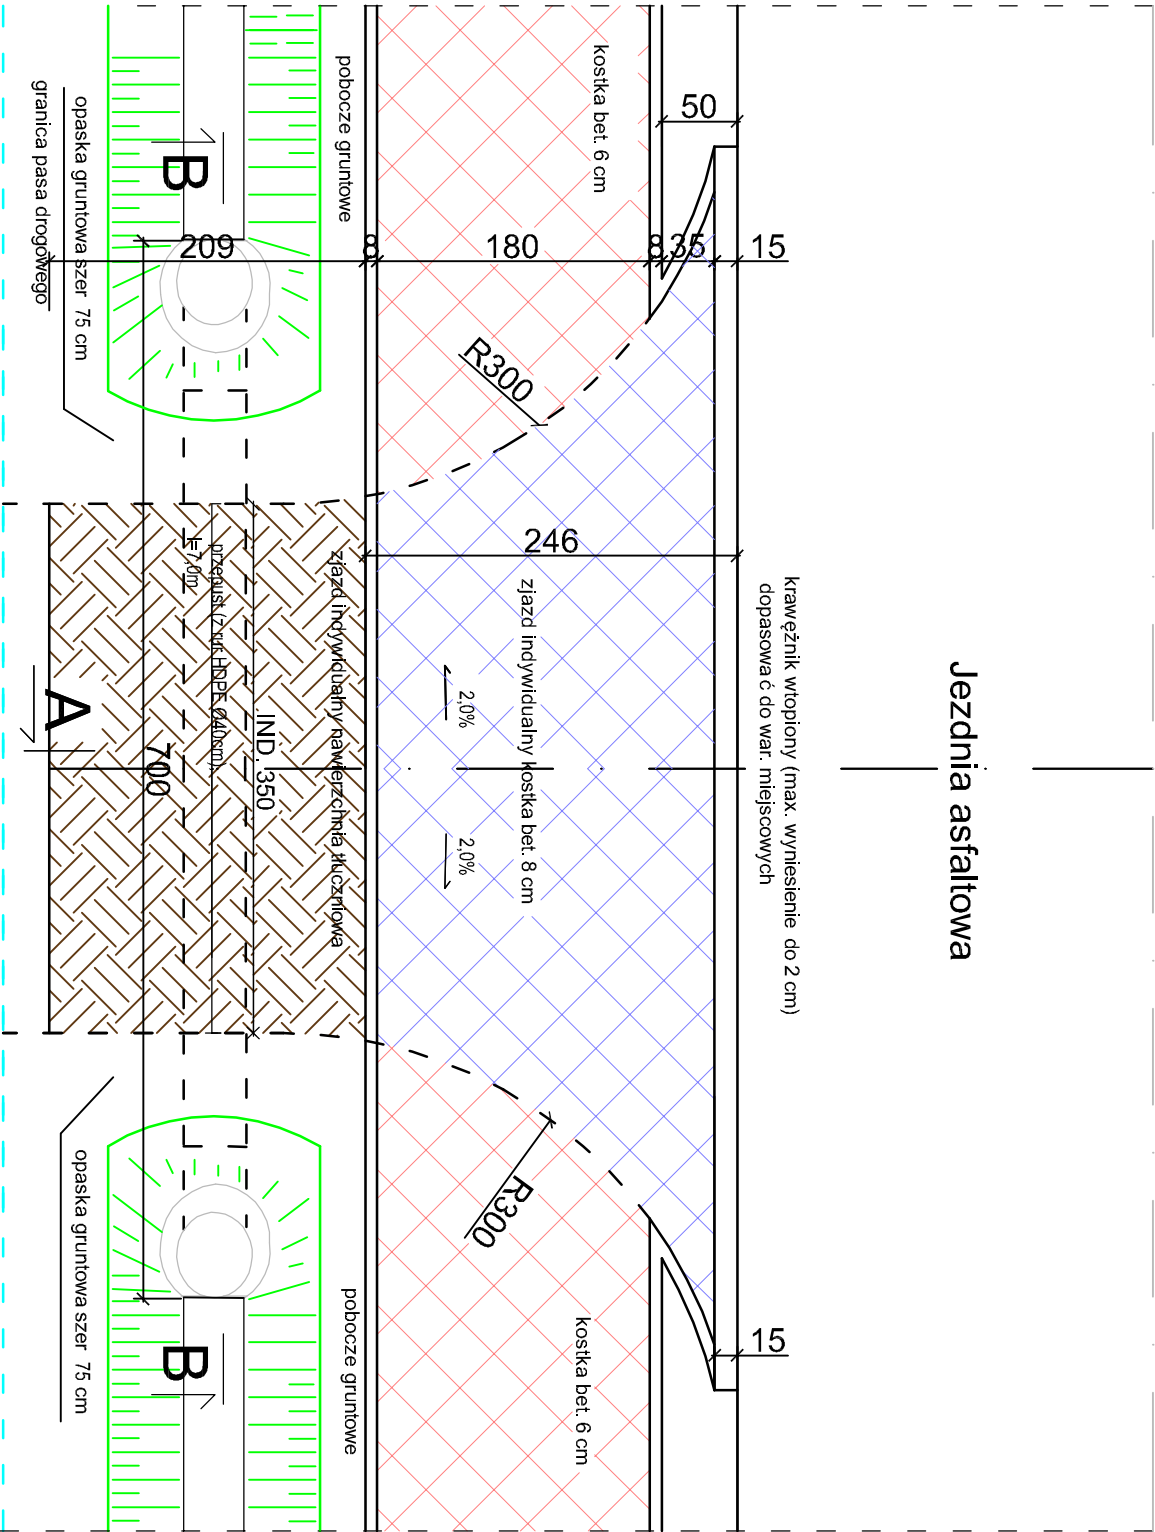 50
kostka bet. 6 cm
pobocze gruntowe
opaska gruntowa szer 75 cm
granica pasa drogowego
B
209
8
180
8
35
15
R300
246
zjazd indywidualny kostka bet. 8 cm
2,0%
2,0%
krawężnik wtopiony (max. wyniesienie do 2 cm)
dopasować do war. miejscowych
Jezdnia asfaltowa
zjazd indywidualny nawierzchnia tłuczniowa
IND. 350
przepust (z rur HDPE Ø40cm),
l=7,0m
700
A
R300
15
opaska gruntowa szer 75 cm
B
pobocze gruntowe
kostka bet. 6 cm